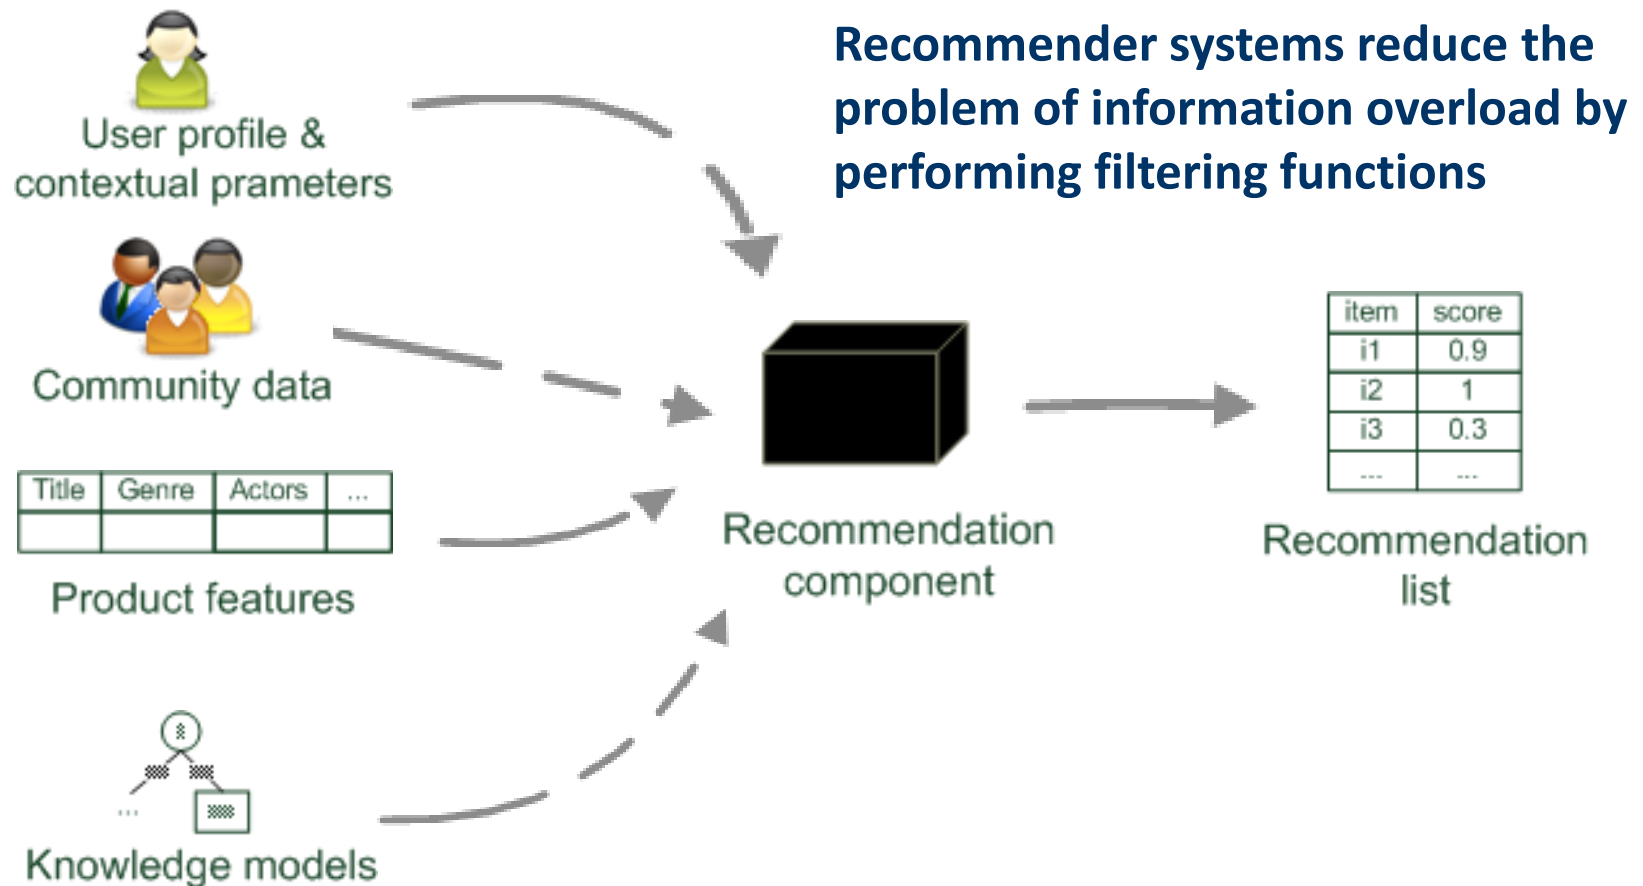 Recommender systems reduce the
problem of information overload by
performing filtering functions
User profile &
contextual prameters
Community data
Title Genre Actors ...
Product features
Knowledge models
...
Recommendation
component
item score
i1 0.9
i2 1
i3 0.3
... ...
Recommendation
list